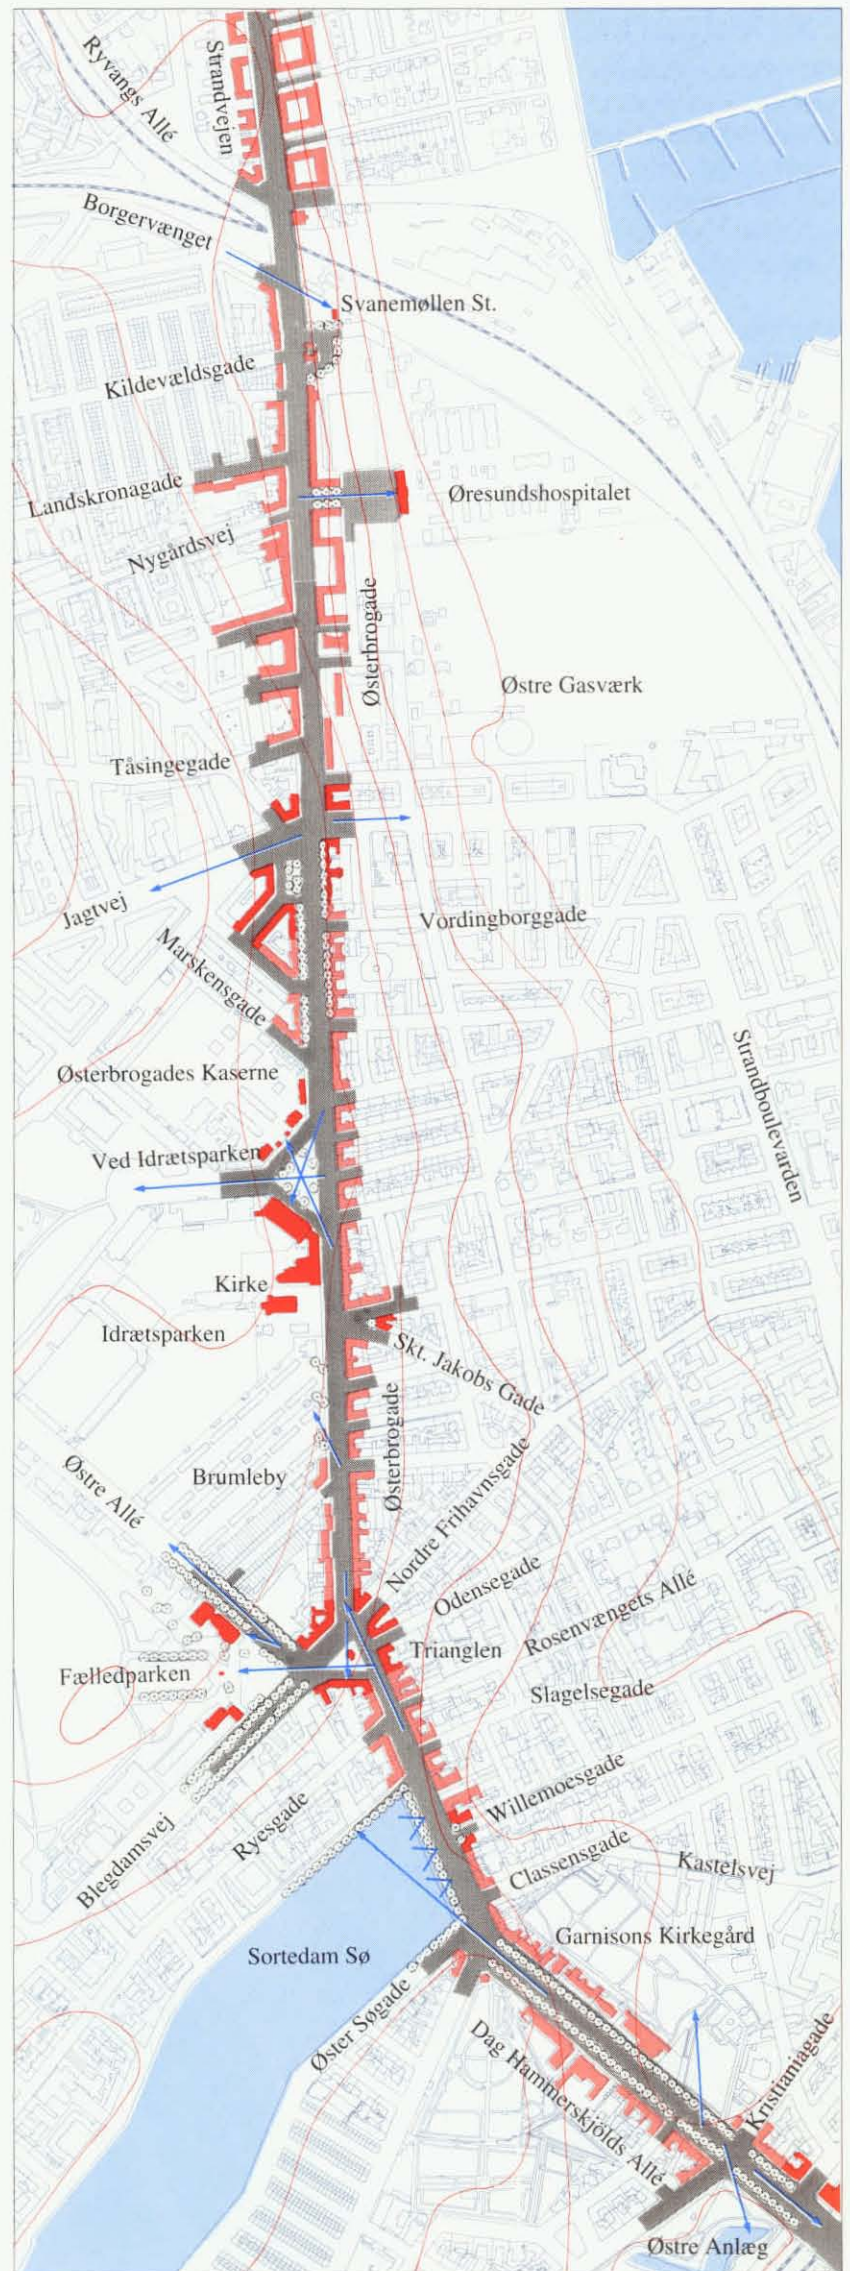 Ryvangs Allé
Strandvejen
Borgervænget
Svanemøllen St.
Kildevældsgade
Landskronagade
Øresundshospitalet
Nygårdsvej
Østerbrogade
Østre Gasværk
Tåsingegade
Jagtvej
Vordingborggade
Marskensgade
Strandboulevarden
Østerbrogades Kaserne
Ved Idrætsparken
Kirke
Idrætsparken
Skt. Jakobs Gade
Østerbrogade
Nordre Frihavnsgade
Brumleby
Østre Allé
Odensegade
Rosenvængets Allé
Trianglen
Fælledparken
Slagelsegade
Willemoesgade
Ryesgade
Blegdamsvej
Classensgade
Kastelsvej
Garnisons Kirkegård
Sortedam Sø
Øster Søgade
Dag Hammerskjölds Allé
Kristianiagade
Østre Anlæg